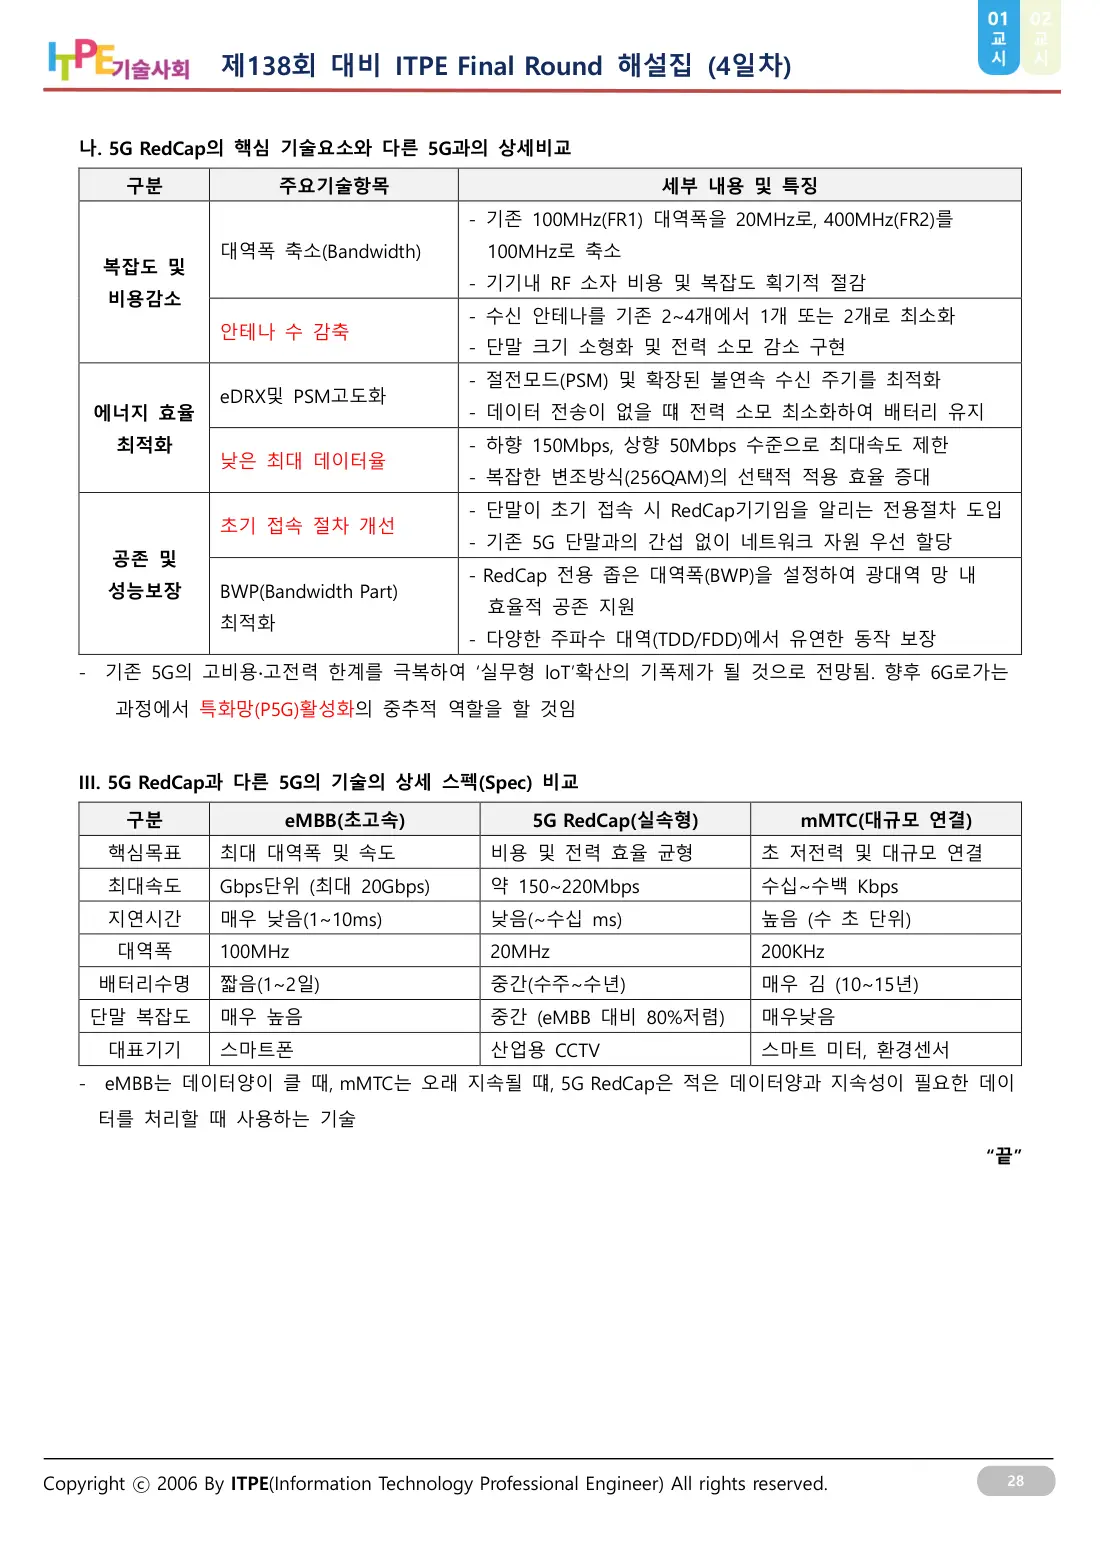 ITPE기술사회 제138회 대비 ITPE Final Round 해설집 (4일차)
01
교
시
02
교
시
나. 5G RedCap의 핵심 기술요소와 다른 5G과의 상세비교
구분 주요기술항목 세부 내용 및 특징
복잡도 및
비용감소
대역폭 축소(Bandwidth)
- 기존 100MHz(FR1) 대역폭을 20MHz로, 400MHz(FR2)를
100MHz로 축소
- 기기내 RF 소자 비용 및 복잡도 획기적 절감
안테나 수 감축
- 수신 안테나를 기존 2~4개에서 1개 또는 2개로 최소화
- 단말 크기 소형화 및 전력 소모 감소 구현
에너지 효율
최적화
eDRX및 PSM고도화
- 절전모드(PSM) 및 확장된 불연속 수신 주기를 최적화
- 데이터 전송이 없을 떄 전력 소모 최소화하여 배터리 유지
낮은 최대 데이터율
- 하향 150Mbps, 상향 50Mbps 수준으로 최대속도 제한
- 복잡한 변조방식(256QAM)의 선택적 적용 효율 증대
공존 및
성능보장
초기 접속 절차 개선
- 단말이 초기 접속 시 RedCap기기임을 알리는 전용절차 도입
- 기존 5G 단말과의 간섭 없이 네트워크 자원 우선 할당
BWP(Bandwidth Part)
최적화
- RedCap 전용 좁은 대역폭(BWP)을 설정하여 광대역 망 내
효율적 공존 지원
- 다양한 주파수 대역(TDD/FDD)에서 유연한 동작 보장
- 기존 5G의 고비용·고전력 한계를 극복하여 ‘실무형 IoT’확산의 기폭제가 될 것으로 전망됨. 향후 6G로가는
과정에서 특화망(P5G)활성화의 중추적 역할을 할 것임
III. 5G RedCap과 다른 5G의 기술의 상세 스펙(Spec) 비교
구분 eMBB(초고속) 5G RedCap(실속형) mMTC(대규모 연결)
핵심목표 최대 대역폭 및 속도 비용 및 전력 효율 균형 초 저전력 및 대규모 연결
최대속도 Gbps단위 (최대 20Gbps) 약 150~220Mbps 수십~수백 Kbps
지연시간 매우 낮음(1~10ms) 낮음(~수십 ms) 높음 (수 초 단위)
대역폭 100MHz 20MHz 200KHz
배터리수명 짧음(1~2일) 중간(수주~수년) 매우 김 (10~15년)
단말 복잡도 매우 높음 중간 (eMBB 대비 80%저렴) 매우낮음
대표기기 스마트폰 산업용 CCTV 스마트 미터, 환경센서
- eMBB는 데이터양이 클 때, mMTC는 오래 지속될 떄, 5G RedCap은 적은 데이터양과 지속성이 필요한 데이
터를 처리할 때 사용하는 기술
“끝”
Copyright ⓒ 2006 By ITPE(Information Technology Professional Engineer) All rights reserved.
28